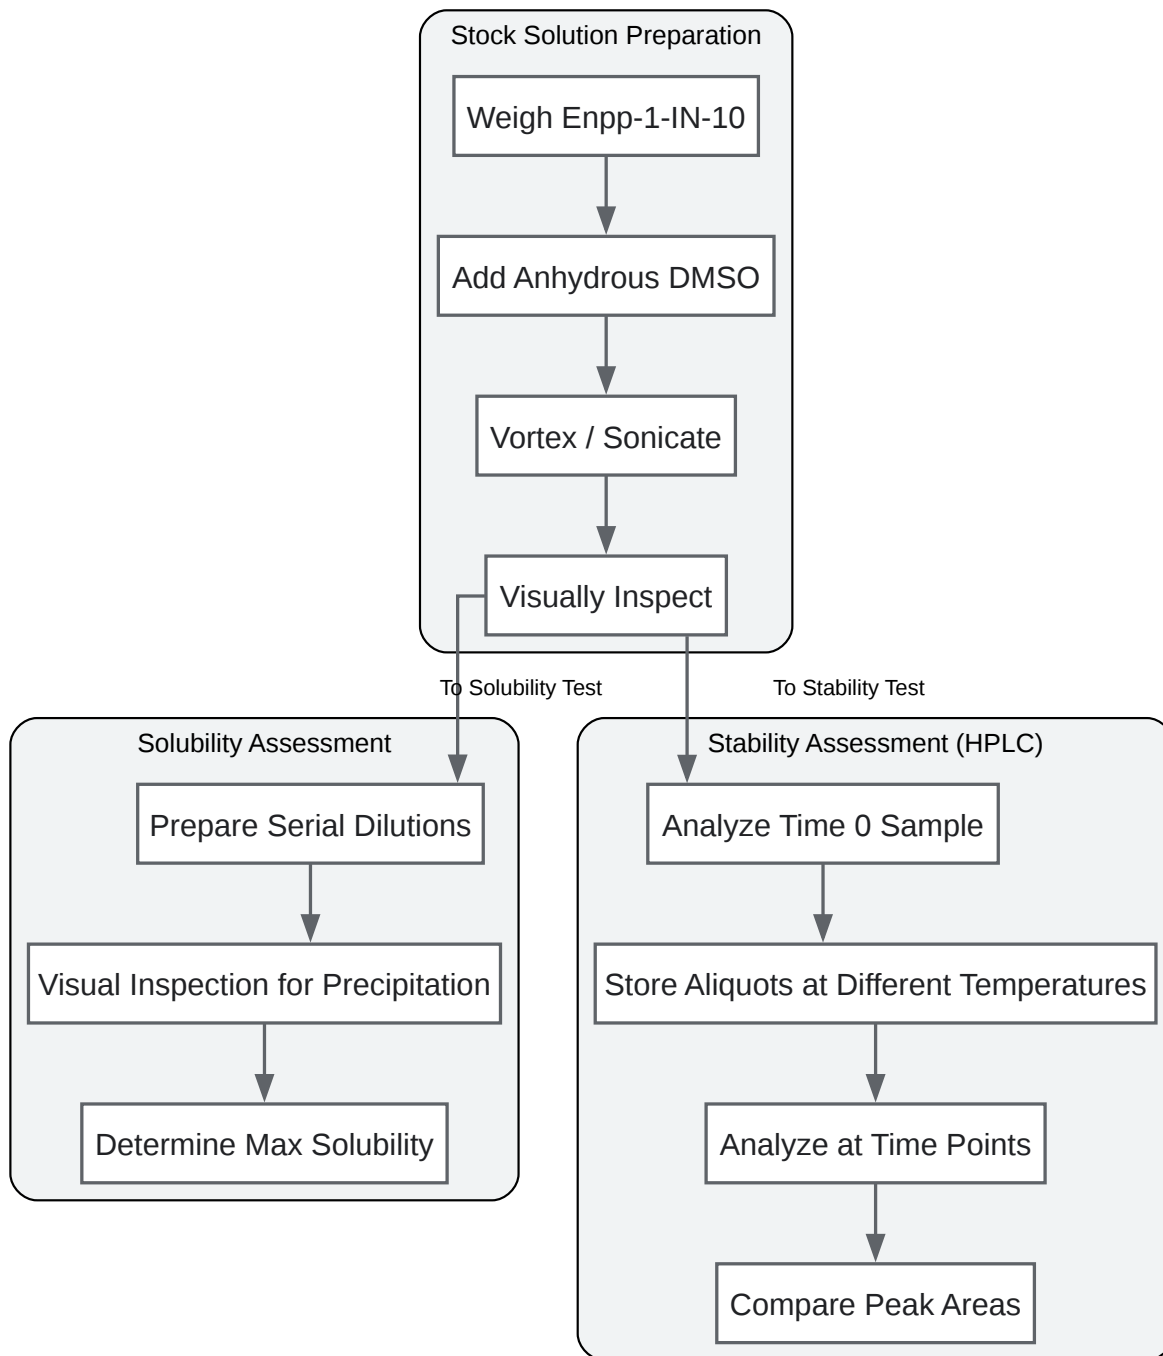 Stock Solution Preparation
Weigh Enpp-1-IN-10
Add Anhydrous DMSO
Vortex / Sonicate
Visually Inspect
To Solubility Test
To Stability Test
Solubility Assessment
Prepare Serial Dilutions
Visual Inspection for Precipitation
Determine Max Solubility
Stability Assessment (HPLC)
Analyze Time 0 Sample
Store Aliquots at Different Temperatures
Analyze at Time Points
Compare Peak Areas